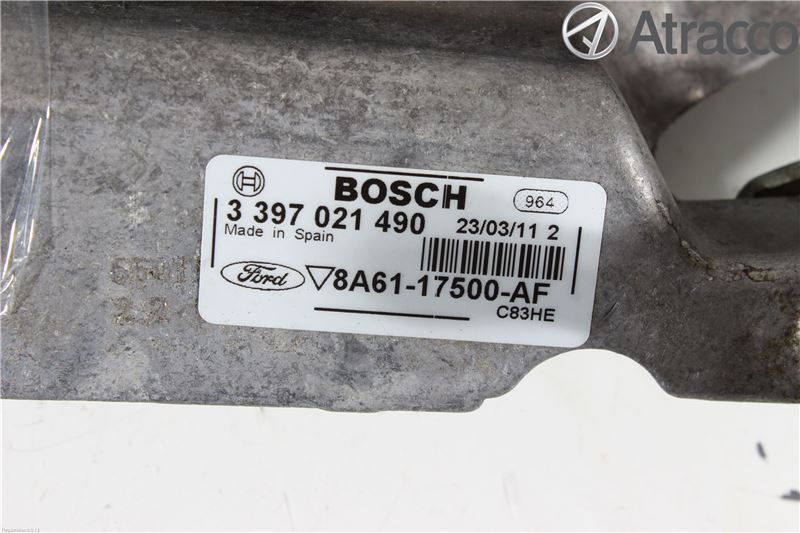 Atracco
BOSCH
964
3 397 021 490
23/03/11 2
Made in Spain
Ford
8A61-17500-AF
C83HE